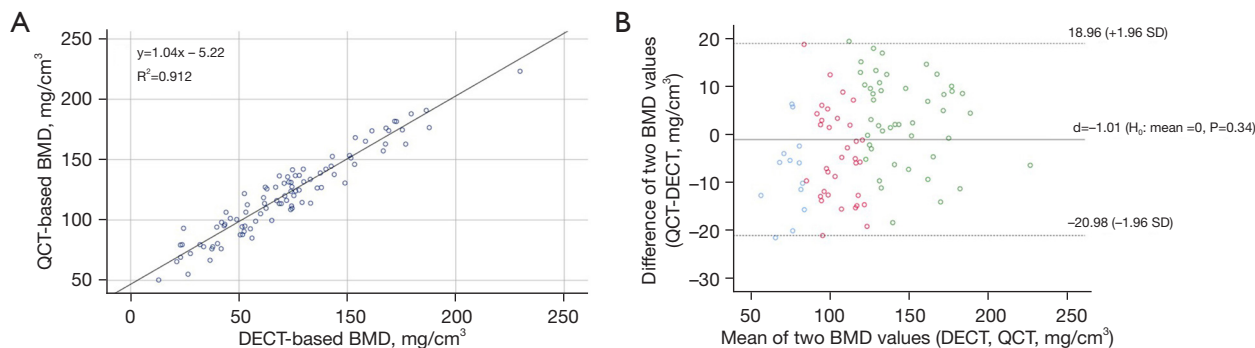 A
250
200
150
100
50
QCT-based BMD, mg/cm³
y=1.04x – 5.22
R²=0.912
0 50 150 200 250
DECT-based BMD, mg/cm³
B
20
10
0
–10
–20
–30
Difference of two BMD values
(QCT-DECT, mg/cm³)
18.96 (+1.96 SD)
d=–1.01 (H₀: mean =0, P=0.34)
–20.98 (–1.96 SD)
50 100 150 200 250
Mean of two BMD values (DECT, QCT, mg/cm³)